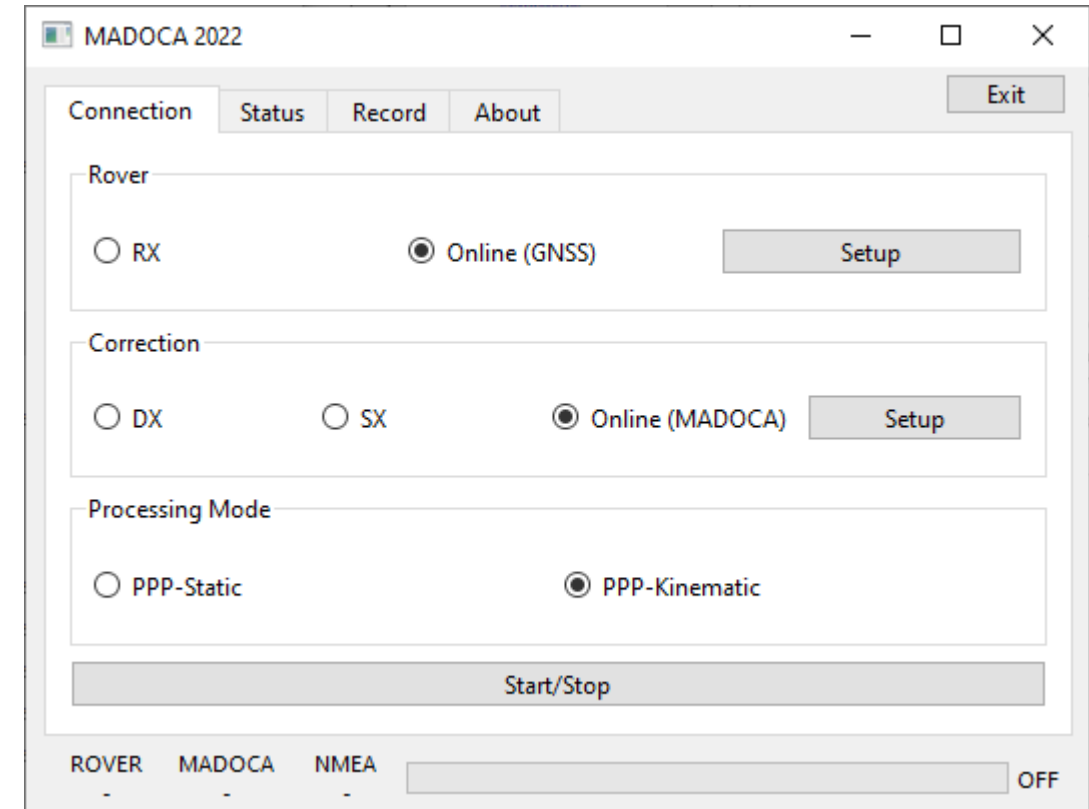 MADOCA 2022
Exit
Connection Status Record About
Rover
RX Online (GNSS) Setup
Correction
DX SX Online (MADOCA) Setup
Processing Mode
PPP-Static PPP-Kinematic
Start/Stop
ROVER MADOCA NMEA
- - - OFF